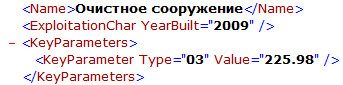 <Name>Очистное сооружение</Name>
<ExploitationChar YearBuilt="2009" />
– <KeyParameters>
<KeyParameter Type="03" Value="225.98" />
</KeyParameters>